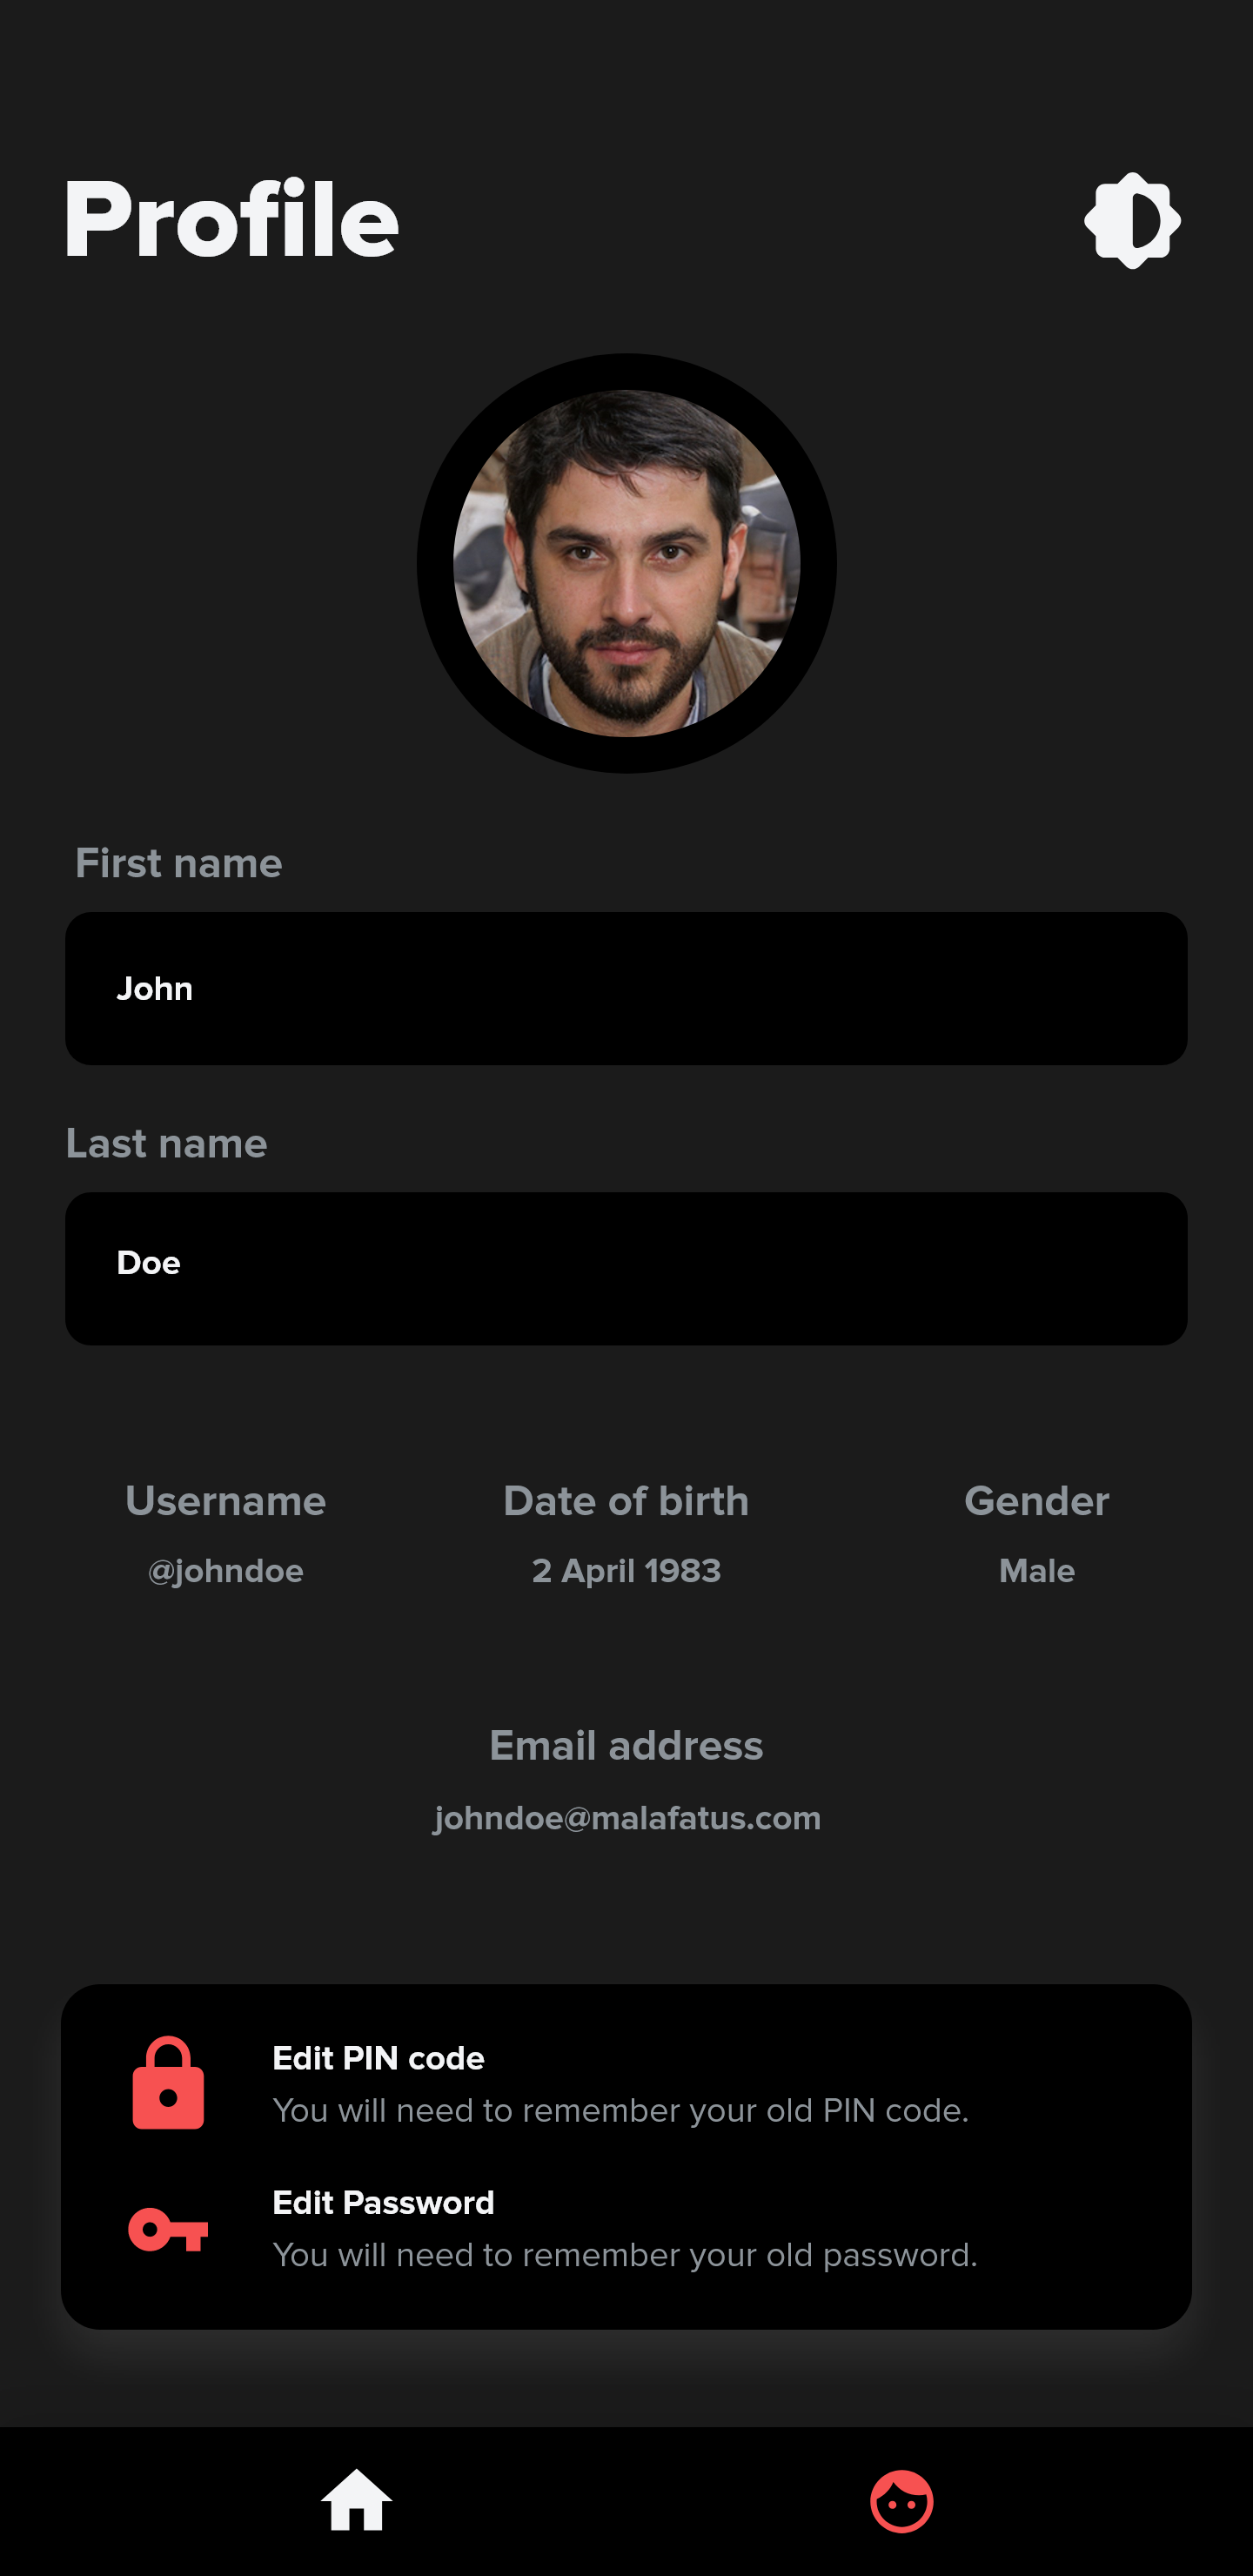 Profile
First name
John
Last name
Doe
Username Date of birth Gender
@johndoe 2 April 1983 Male
Email address
johndoe@malafatus.com
Edit PIN code
You will need to remember your old PIN code.
Edit Password
You will need to remember your old password.